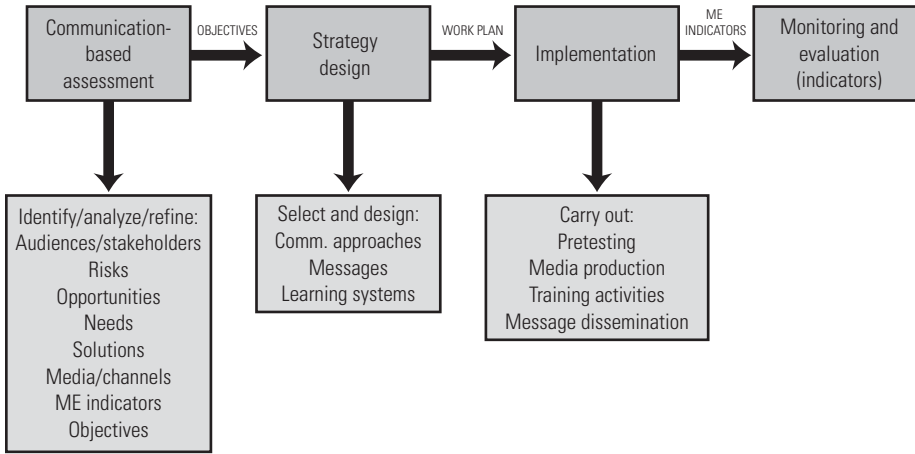 Communication-
based
assessment
OBJECTIVES
Strategy
design
WORK PLAN
Implementation
ME
INDICATORS
Monitoring and
evaluation
(indicators)
Identify/analyze/refine:
Audiences/stakeholders
Risks
Opportunities
Needs
Solutions
Media/channels
ME indicators
Objectives
Select and design:
Comm. approaches
Messages
Learning systems
Carry out:
Pretesting
Media production
Training activities
Message dissemination